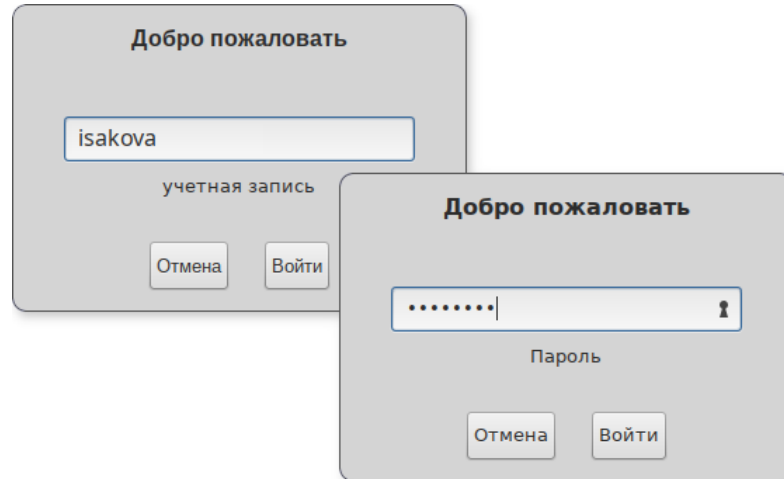 Добро пожаловать
isakova
учетная запись
Отмена Войти
Добро пожаловать
••••••••
Пароль
Отмена Войти